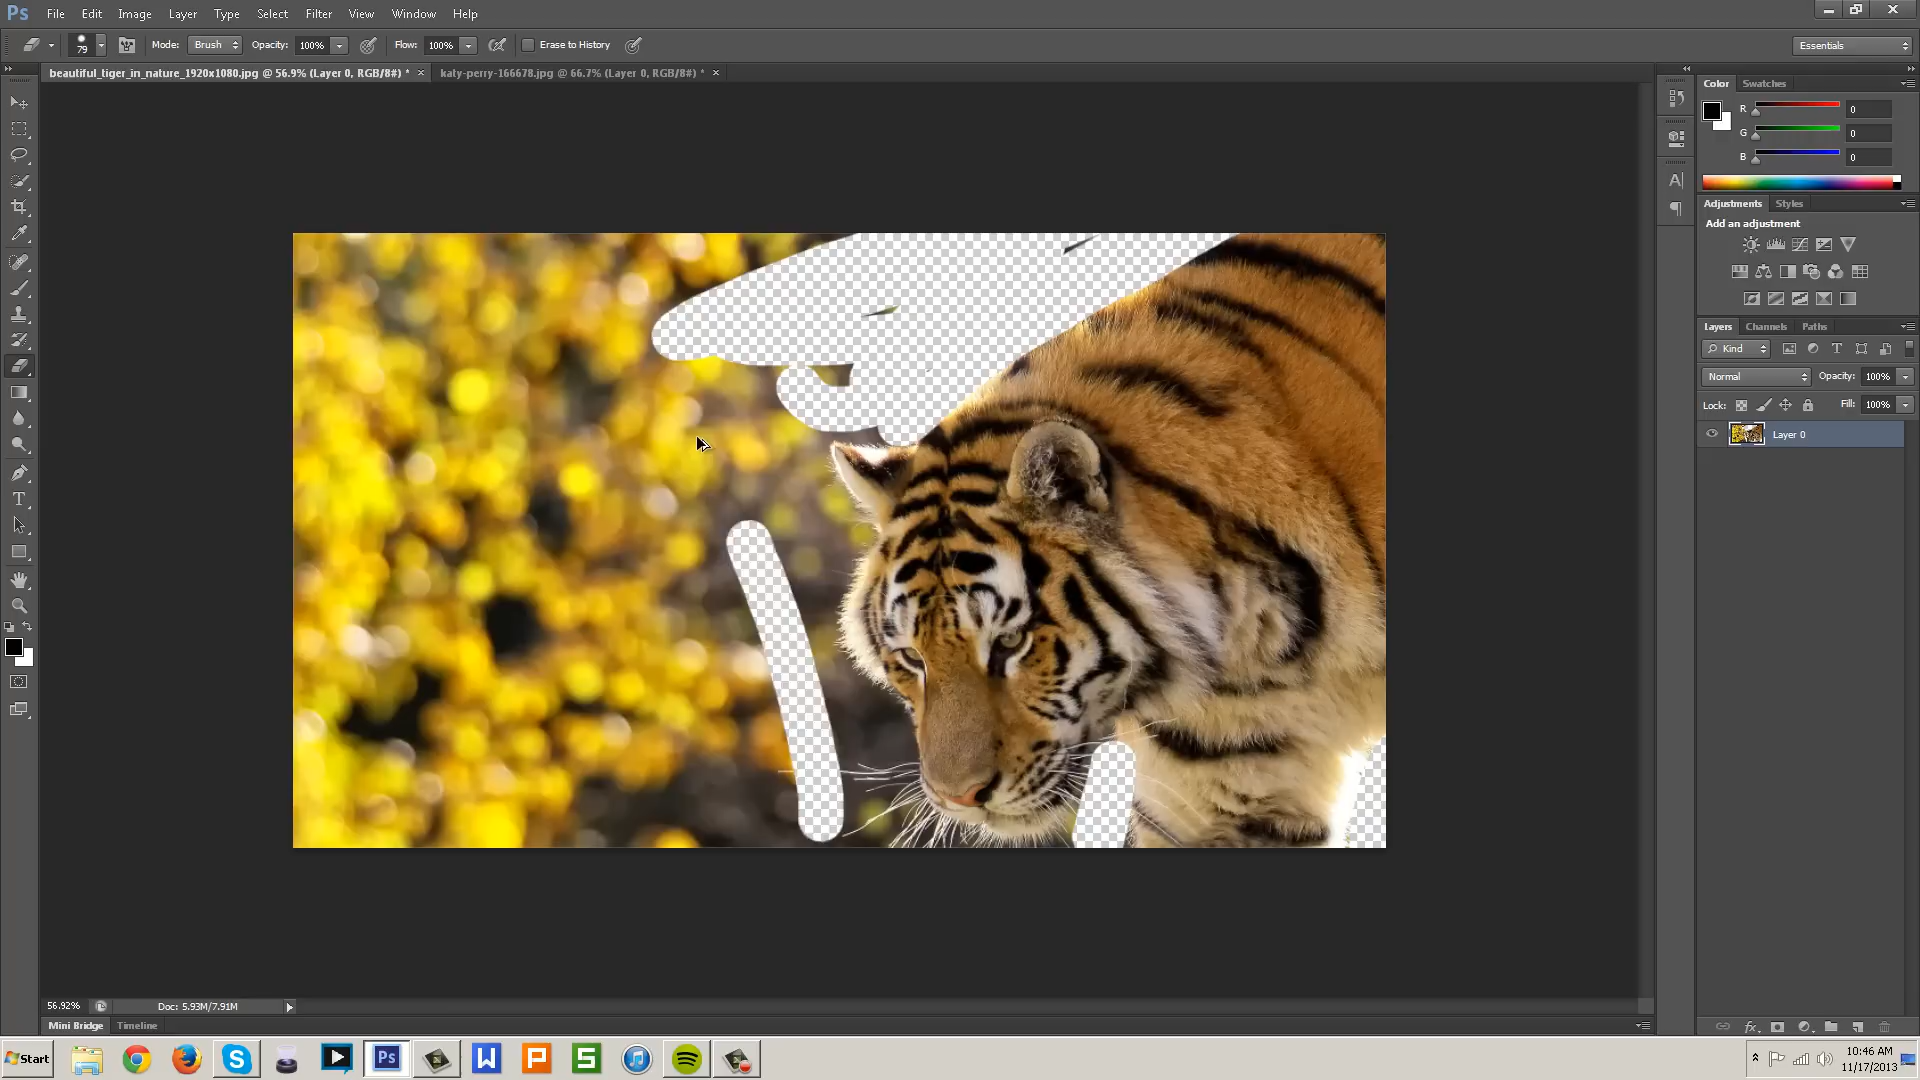 Ps File Edit Image Layer Type Select Filter View Window Help
79 Mode: Brush Opacity: 100% Flow: 100% Erase to History Essentials
beautiful_tiger_in_nature_1920x1080.jpg @ 56.9% (Layer 0, RGB/8#) * × katy-perry-166678.jpg @ 66.7% (Layer 0, RGB/8#) * ×
Color Swatches
R 0
G 0
B 0
Adjustments Styles
Add an adjustment
Layers Channels Paths
Kind
Normal Opacity: 100%
Lock: Fill: 100%
Layer 0
56.92% Doc: 5.93M/7.91M
Mini Bridge Timeline
Start 10:46 AM
11/17/2013